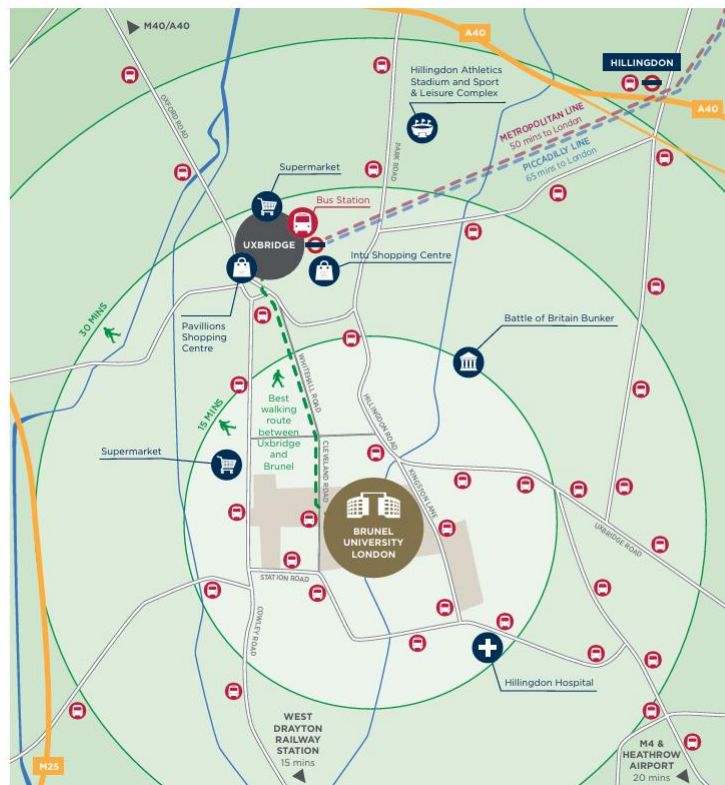 M40/A40
A40
HILLINGDON
A40
Hillingdon Athletics
Stadium and Sport
& Leisure Complex
OXFORD ROAD
PARK ROAD
METROPOLITAN LINE
50 mins to London
PICCADILLY LINE
65 mins to London
Supermarket
Bus Station
UXBRIDGE
Intu Shopping Centre
30 MINS
Pavillions
Shopping
Centre
Battle of Britain Bunker
WHITEHALL ROAD
15 MINS
Best
walking
route
between
Uxbridge
and
Brunel
HILLINGDON ROAD
Supermarket
CLEVELAND ROAD
KINGSTON LANE
BRUNEL
UNIVERSITY
LONDON
UXBRIDGE ROAD
STATION ROAD
COWLEY ROAD
Hillingdon Hospital
WEST
DRAYTON
RAILWAY
STATION
15 mins
M4 &
HEATHROW
AIRPORT
20 mins
M25